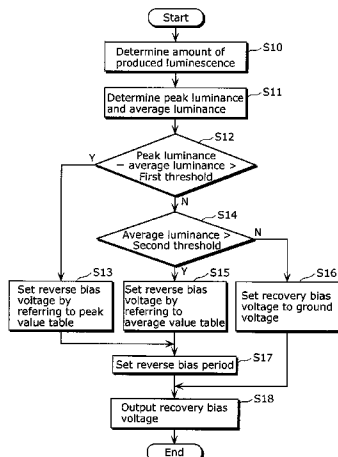 Start
S10
Determine amount of
produced luminescence
S11
Determine peak luminance
and average luminance
S12
Peak luminance
− average luminance >
First threshold
Y
N
S14
Average luminance >
Second threshold
N
Y
S13
Set reverse bias
voltage by
referring to peak
value table
S15
Set reverse bias
voltage by
referring to
average value table
S16
Set recovery bias
voltage to ground
voltage
S17
Set reverse bias period
S18
Output recovery bias
voltage
End